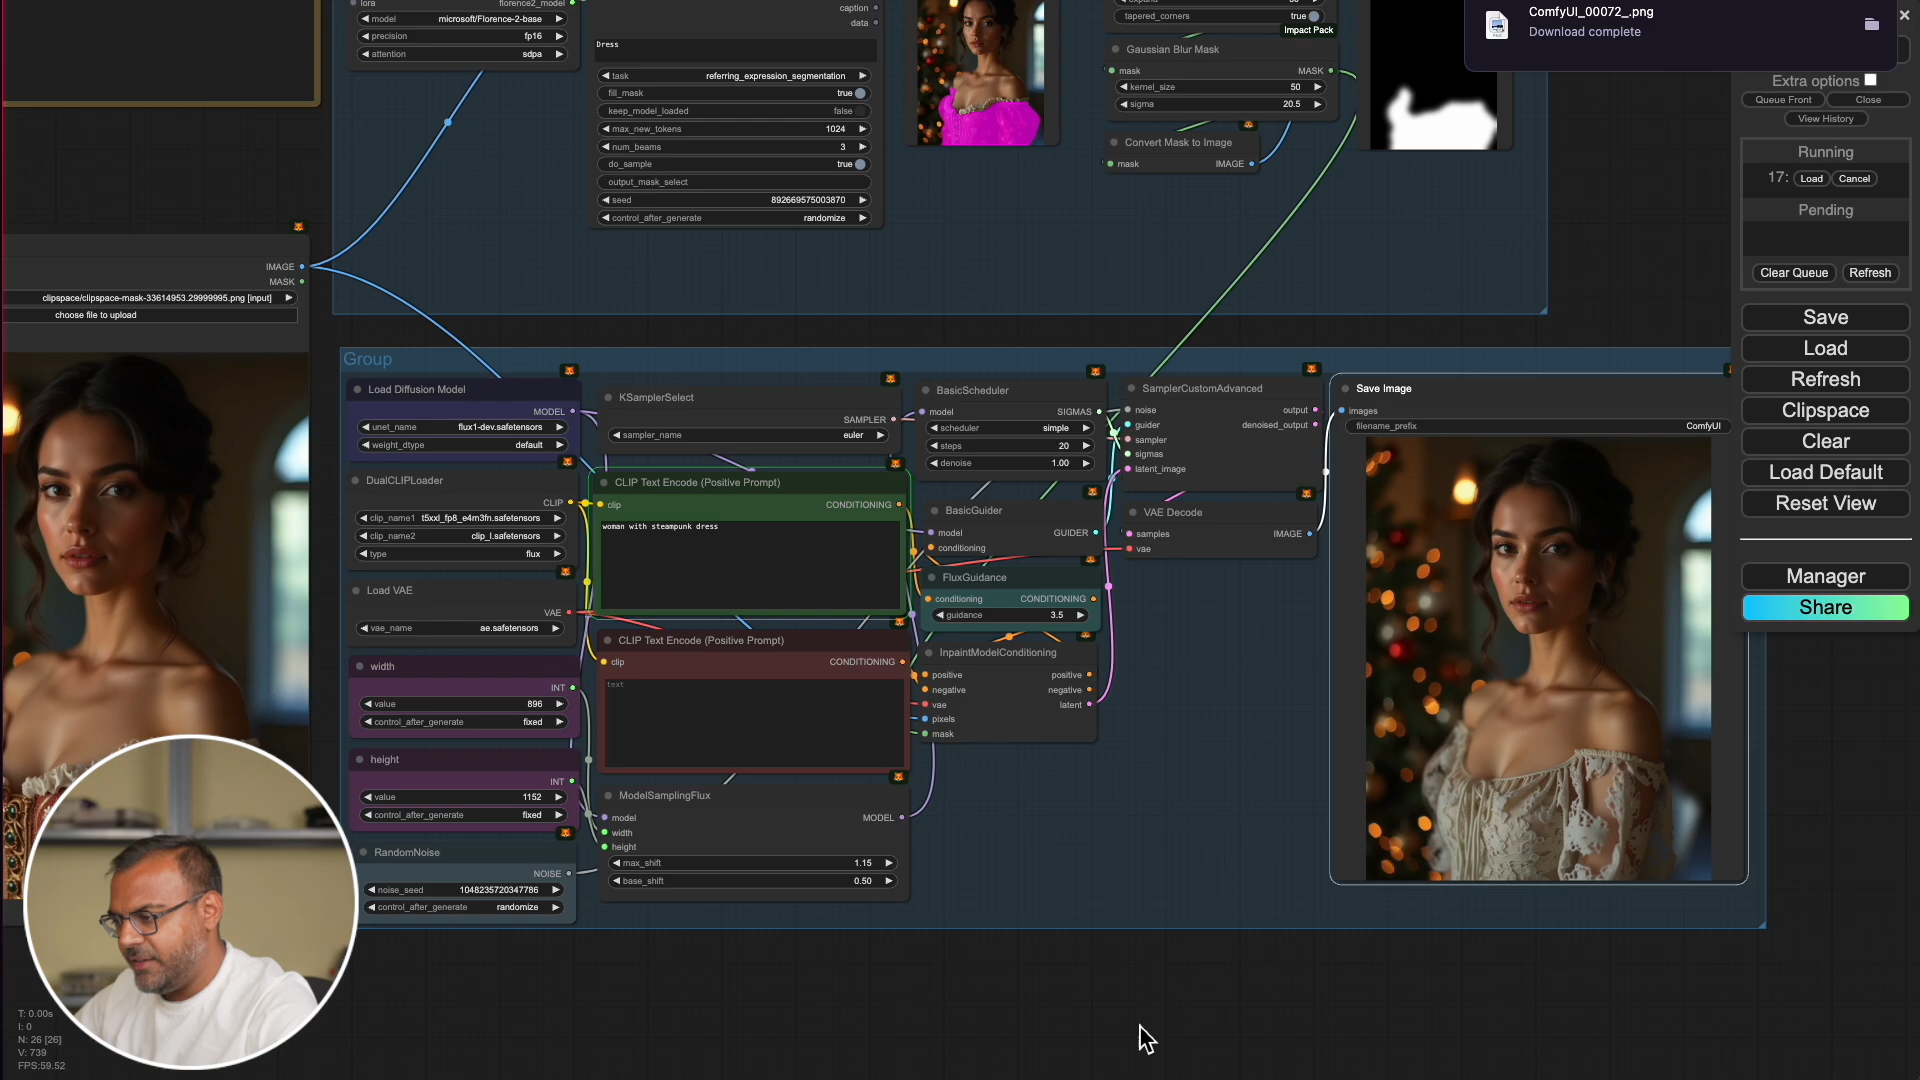 lora
florence2_model
model
microsoft/Florence-2-base
precision
fp16
attention
sdpa
caption
data
Dress
task
referring_expression_segmentation
fill_mask
true
keep_model_loaded
false
max_new_tokens
1024
num_beams
3
do_sample
true
output_mask_select
seed
892669575003870
control_after_generate
randomize
tapered_corners
true
Impact Pack
Gaussian Blur Mask
mask
MASK
kernel_size
50
sigma
20.5
Convert Mask to Image
mask
IMAGE
ComfyUI_00072_.png
Download complete
Extra options
Queue Front
Close
View History
Running
17:
Load
Cancel
Pending
Clear Queue
Refresh
Save
Load
Refresh
Clipspace
Clear
Load Default
Reset View
Manager
Share
IMAGE
MASK
clipspace/clipspace-mask-33614953.29999995.png [input]
choose file to upload
Group
Load Diffusion Model
MODEL
unet_name
flux1-dev.safetensors
weight_dtype
default
DualCLIPLoader
CLIP
clip_name1
t5xxl_fp8_e4m3fn.safetensors
clip_name2
clip_l.safetensors
type
flux
Load VAE
VAE
vae_name
ae.safetensors
width
INT
value
896
control_after_generate
fixed
height
INT
value
1152
control_after_generate
fixed
RandomNoise
NOISE
noise_seed
1048235720347786
control_after_generate
randomize
KSamplerSelect
SAMPLER
sampler_name
euler
CLIP Text Encode (Positive Prompt)
clip
CONDITIONING
woman with steampunk dress
CLIP Text Encode (Positive Prompt)
clip
CONDITIONING
text
ModelSamplingFlux
model
MODEL
width
height
max_shift
1.15
base_shift
0.50
BasicScheduler
model
SIGMAS
scheduler
simple
steps
20
denoise
1.00
BasicGuider
model
GUIDER
conditioning
FluxGuidance
conditioning
CONDITIONING
guidance
3.5
InpaintModelConditioning
positive
positive
negative
negative
vae
latent
pixels
mask
SamplerCustomAdvanced
noise
output
guider
denoised_output
sampler
sigmas
latent_image
VAE Decode
samples
IMAGE
vae
Save Image
images
filename_prefix
ComfyUI
T: 0.00s
I: 0
N: 26 [26]
V: 739
FPS:59.52